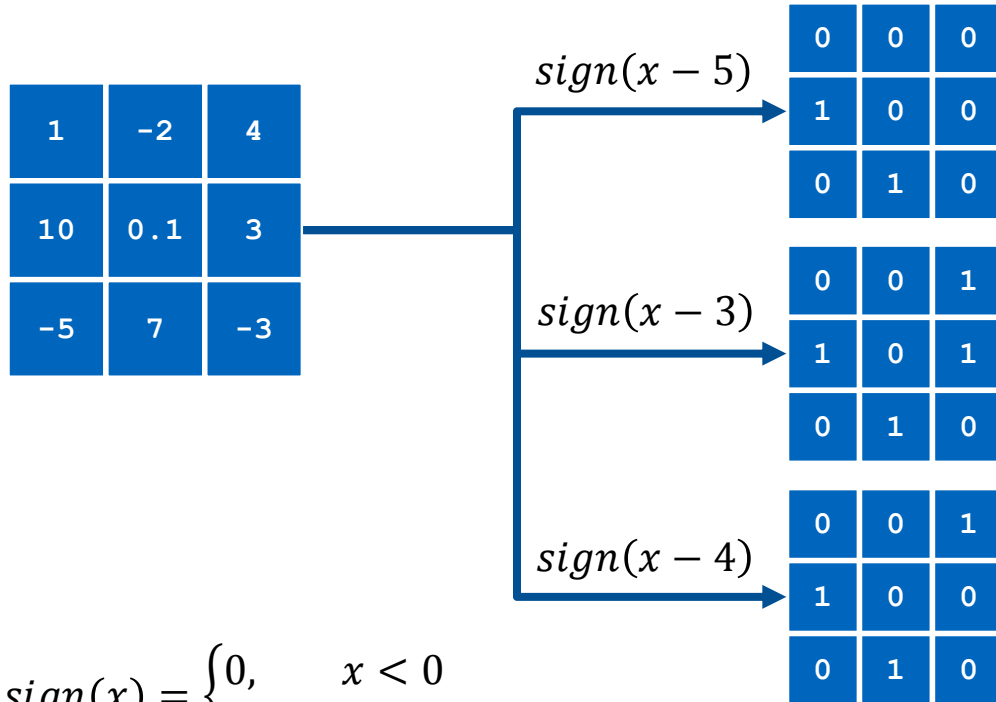 1 -2 4
10 0.1 3
-5 7 -3
sign(x − 5)
0 0 0
1 0 0
0 1 0
sign(x − 3)
0 0 1
1 0 1
0 1 0
sign(x − 4)
0 0 1
1 0 0
0 1 0
sign(x) = {0, x < 0